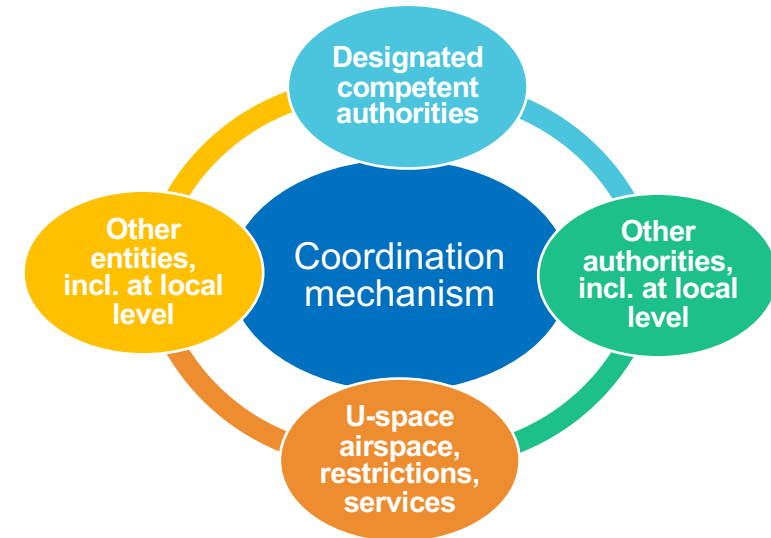 Designated
competent
authorities
Other
entities,
incl. at local
level
Coordination
mechanism
Other
authorities,
incl. at local
level
U-space
airspace,
restrictions,
services